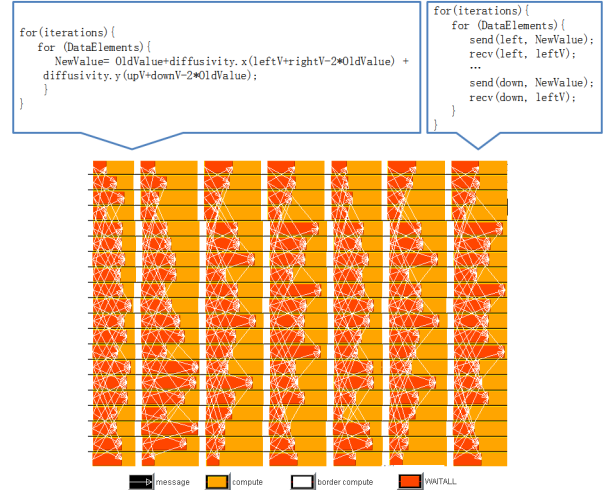 for(iterations){
for (DataElements){
NewValue= OldValue+diffusivity.x(leftV+rightV-2*OldValue) +
diffusivity.y(upV+downV-2*OldValue);
}
}
for(iterations){
for (DataElements){
send(left, NewValue);
recv(left, leftV);
…
send(down, NewValue);
recv(down, leftV);
}
}
message compute border compute WAITALL